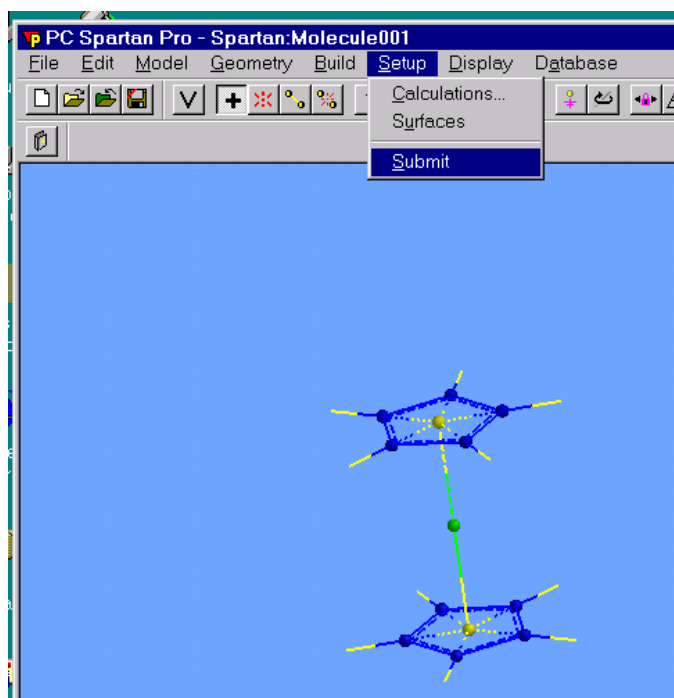 PC Spartan Pro - Spartan:Molecule001
File Edit Model Geometry Build Setup Display Database
Calculations...
Surfaces
Submit